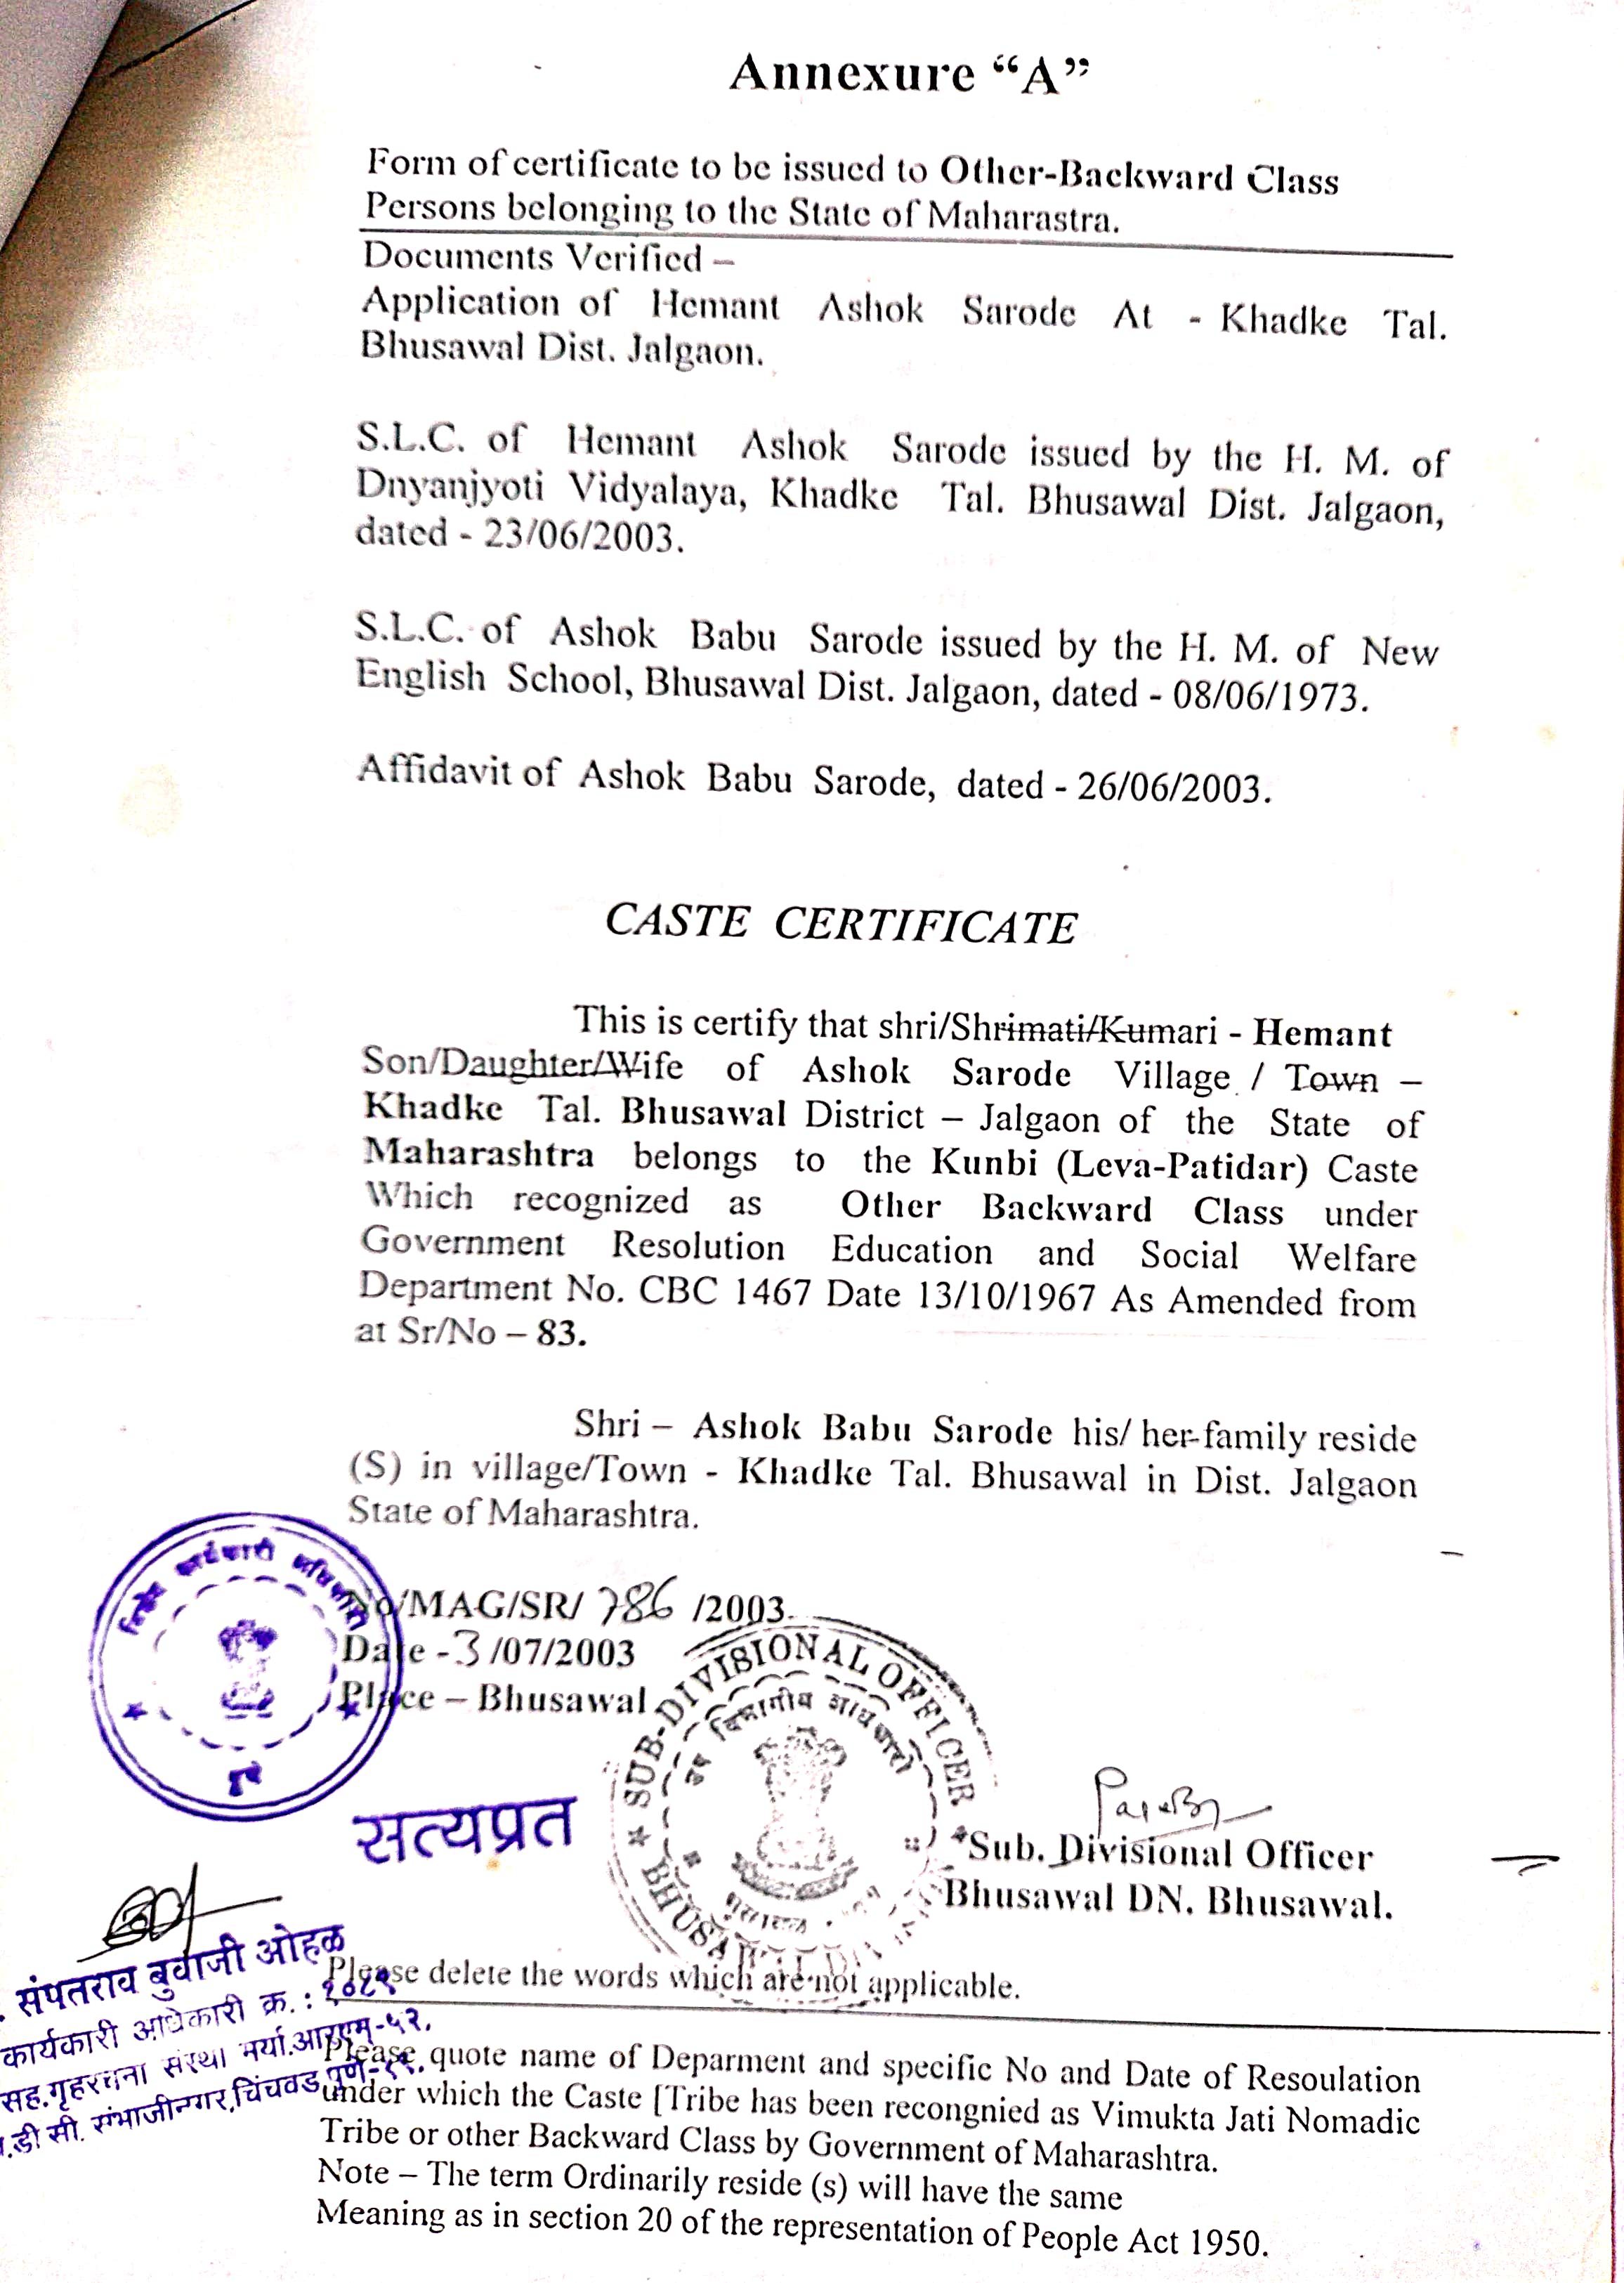 Annexure “A”
Form of certificate to be issued to Other-Backward Class
Persons belonging to the State of Maharastra.
Documents Verified –
Application of Hemant Ashok Sarode At - Khadke Tal.
Bhusawal Dist. Jalgaon.
S.L.C. of Hemant Ashok Sarode issued by the H. M. of
Dnyanjyoti Vidyalaya, Khadke Tal. Bhusawal Dist. Jalgaon,
dated - 23/06/2003.
S.L.C. of Ashok Babu Sarode issued by the H. M. of New
English School, Bhusawal Dist. Jalgaon, dated - 08/06/1973.
Affidavit of Ashok Babu Sarode, dated - 26/06/2003.
CASTE CERTIFICATE
This is certify that shri/Shrimati/Kumari - Hemant
Son/Daughter/Wife of Ashok Sarode Village / Town –
Khadke Tal. Bhusawal District – Jalgaon of the State of
Maharashtra belongs to the Kunbi (Leva-Patidar) Caste
Which recognized as Other Backward Class under
Government Resolution Education and Social Welfare
Department No. CBC 1467 Date 13/10/1967 As Amended from
at Sr/No – 83.
Shri – Ashok Babu Sarode his/ her family reside
(S) in village/Town - Khadke Tal. Bhusawal in Dist. Jalgaon
State of Maharashtra.
No/MAG/SR/ 786 /2003.
Date -3/07/2003
Place – Bhusawal
कार्यकारी अधिकारी
पुणे
SUB-DIVISIONAL OFFICER
विभागीय
सत्यप्रत
Sub. Divisional Officer
Bhusawal DN. Bhusawal.
संपतराव बुवाजी ओहळ
कार्यकारी अधिकारी क्र. : १०८९
सह.गृहरचना संस्था मर्या.आरएम्-५२,
डी सी. संभाजीनगर,चिंचवड,पुणे-१९.
Please delete the words which are not applicable.
Please quote name of Deparment and specific No and Date of Resoulation
under which the Caste [Tribe has been recongnied as Vimukta Jati Nomadic
Tribe or other Backward Class by Government of Maharashtra.
Note – The term Ordinarily reside (s) will have the same
Meaning as in section 20 of the representation of People Act 1950.